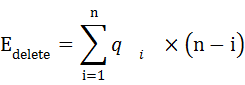 E_delete = ∑_{i=1}^{n} q_i × (n − i)